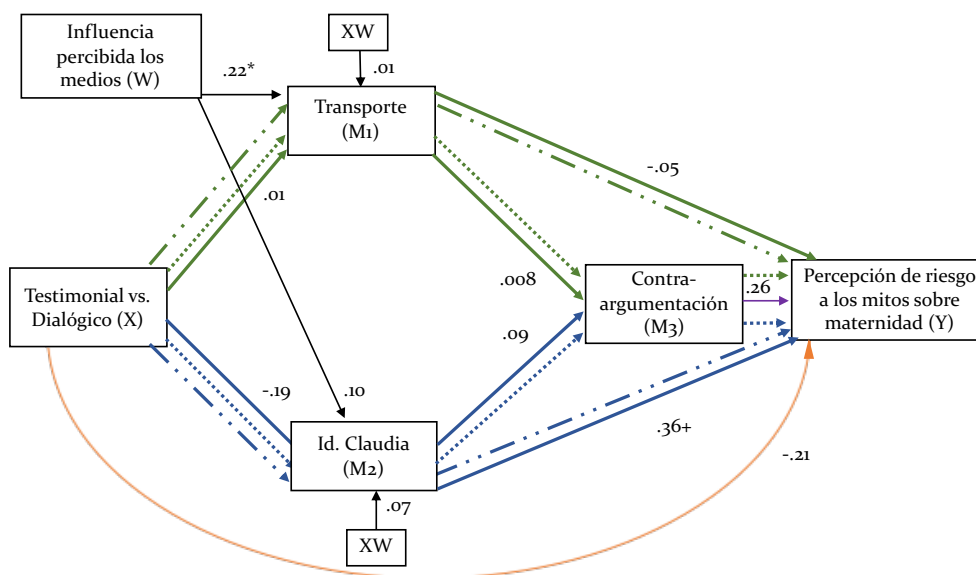 Influencia
percibida los
medios (W)
XW
.22*
.01
Transporte
(M1)
-.05
.01
Testimonial vs.
Dialógico (X)
.008
Contra-
argumentación
(M3)
.26
Percepción de riesgo
a los mitos sobre
maternidad (Y)
.09
-.19
.10
Id. Claudia
(M2)
.36+
-.21
.07
XW